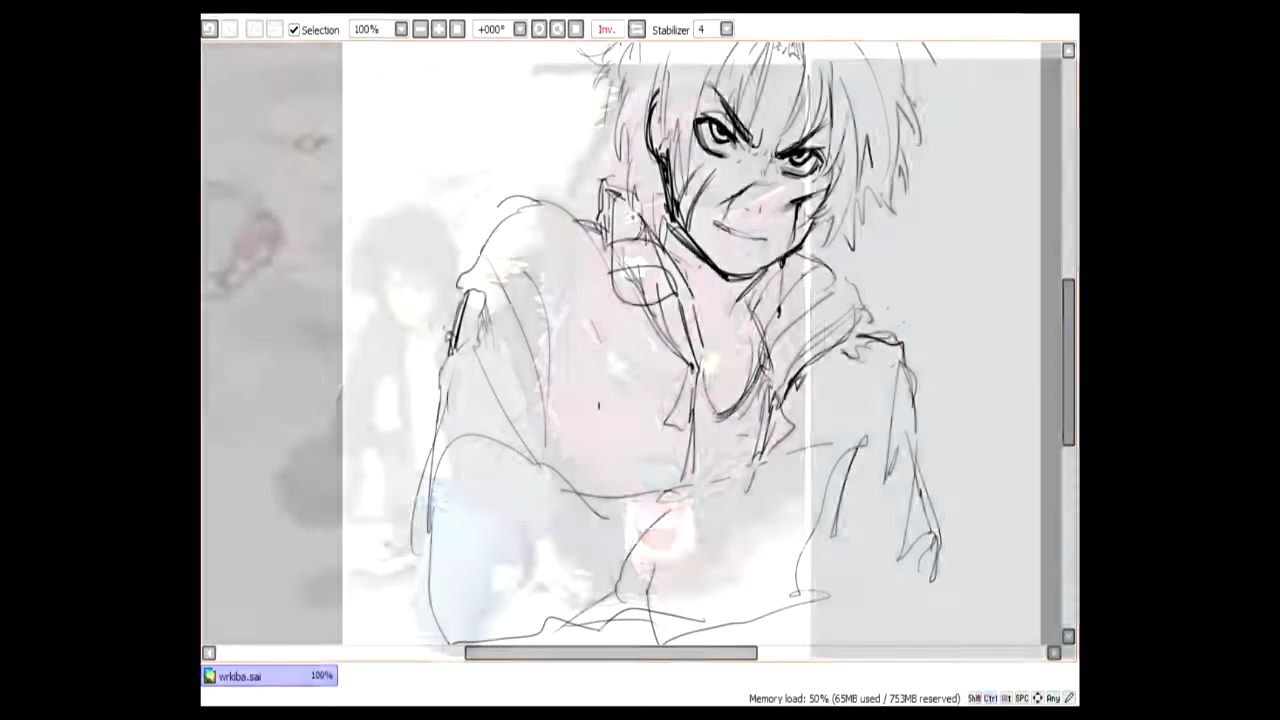 Selection 100% +000° Inv. Stabilizer 4
wrkiba.sai 100%
Memory load: 50% (65MB used / 753MB reserved) Shift Ctrl Alt SPC Any